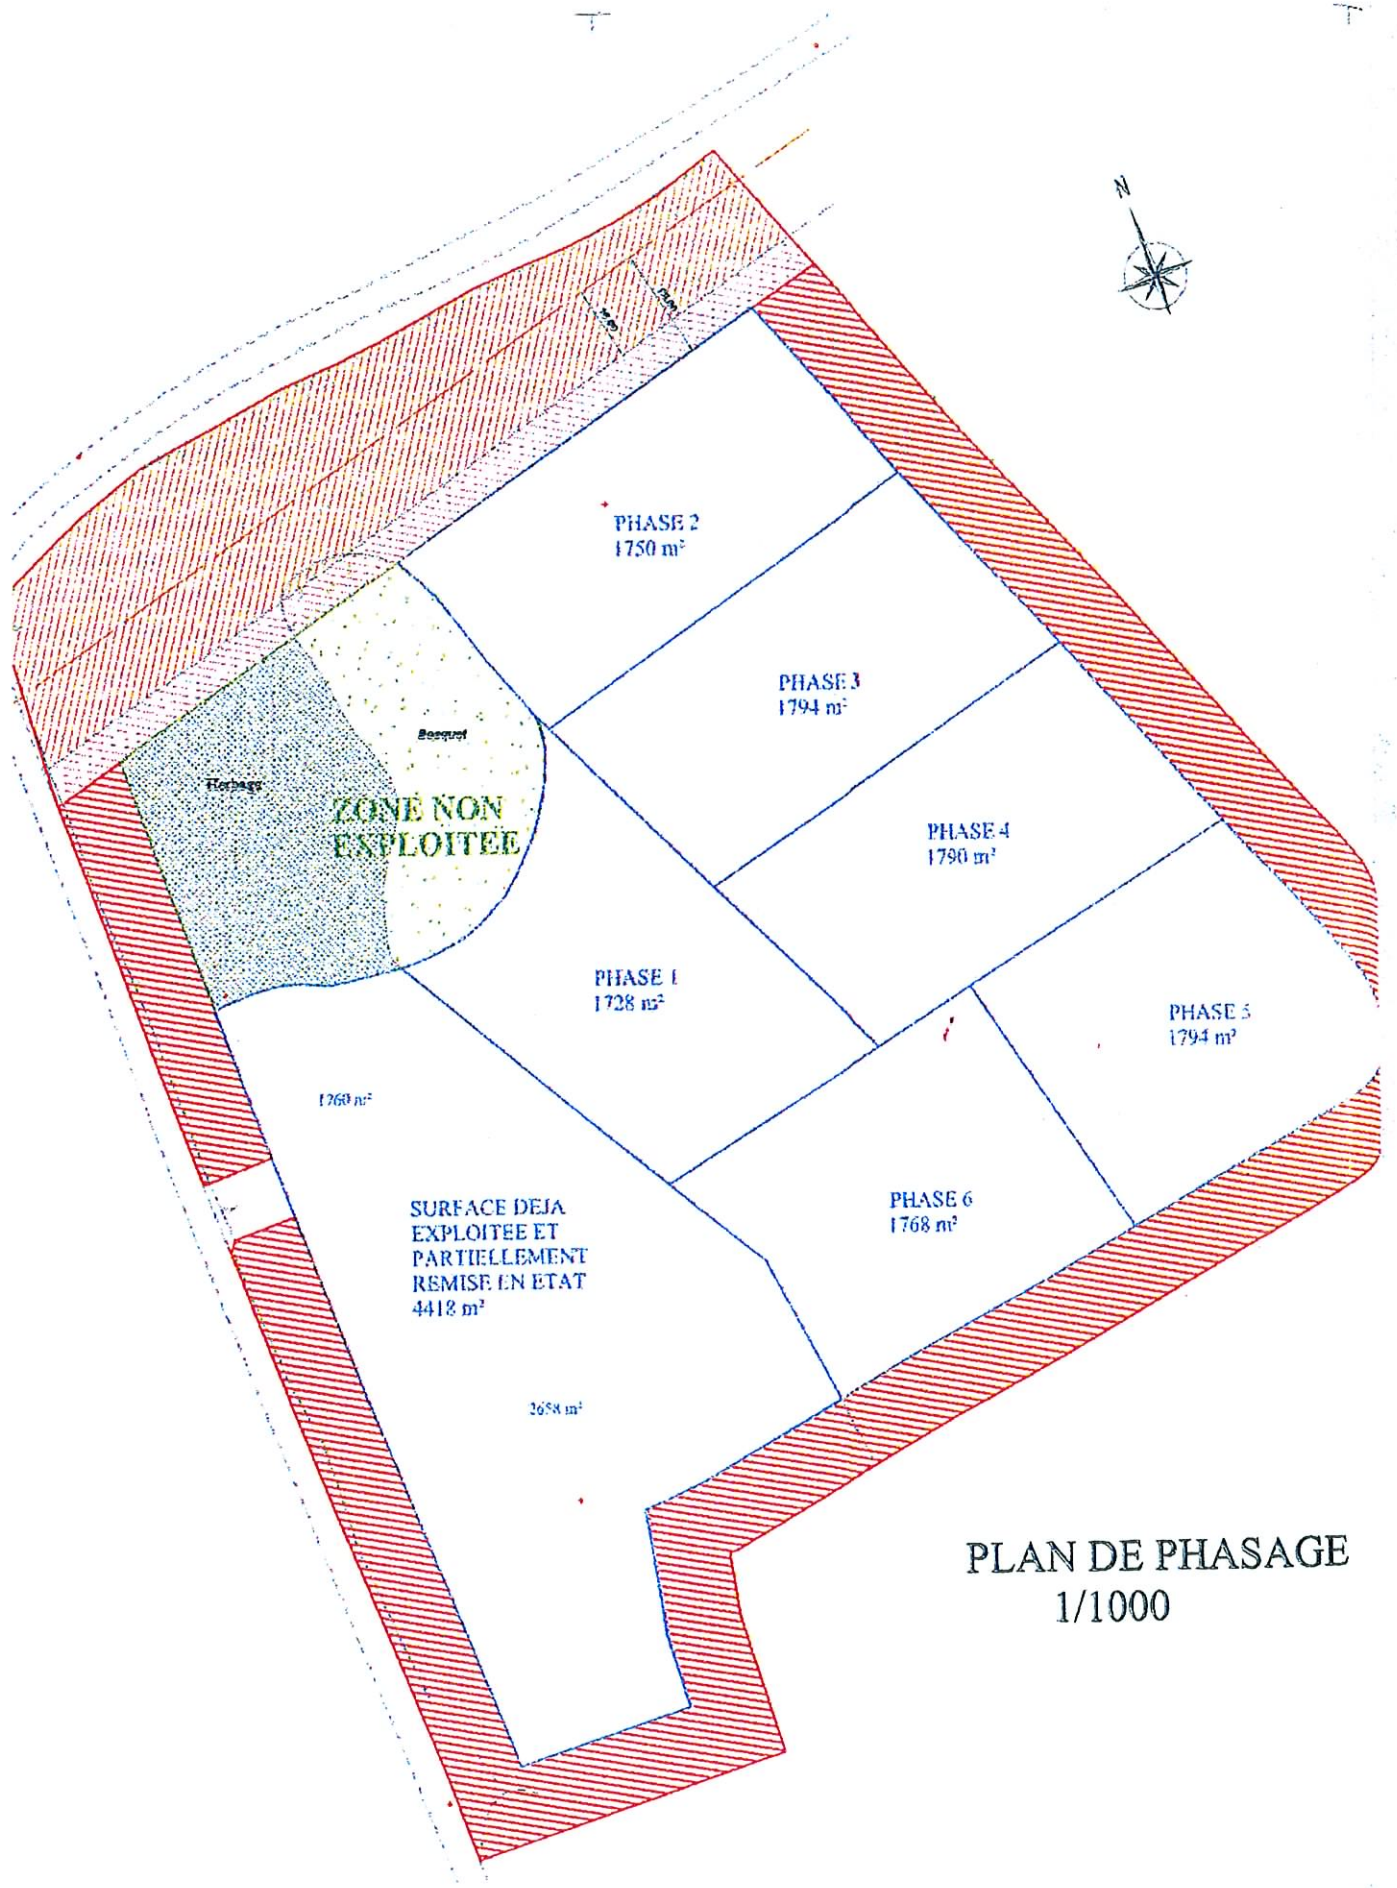 N
PHASE 2
1750 m²
PHASE 3
1794 m²
Bosquet
Herbage
ZONE NON
EXPLOITEE
PHASE 4
1790 m²
PHASE 1
1728 m²
PHASE 5
1794 m²
SURFACE DEJA
EXPLOITEE ET
PARTIELLEMENT
REMISE EN ETAT
4418 m²
PHASE 6
1768 m²
2658 m²
PLAN DE PHASAGE
1/1000